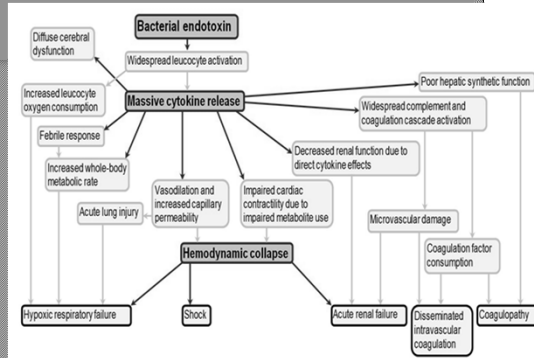 Bacterial endotoxin
Diffuse cerebral
dysfunction
Widespread leucocyte activation
Poor hepatic synthetic function
Increased leucocyte
oxygen consumption
Massive cytokine release
Widespread complement and
coagulation cascade activation
Febrile response
Decreased renal function due to
direct cytokine effects
Increased whole-body
metabolic rate
Vasodilation and
increased capillary
permeability
Impaired cardiac
contractility due to
impaired metabolite use
Acute lung injury
Microvascular damage
Hemodynamic collapse
Coagulation factor
consumption
Hypoxic respiratory failure
Shock
Acute renal failure
Disseminated
intravascular
coagulation
Coagulopathy